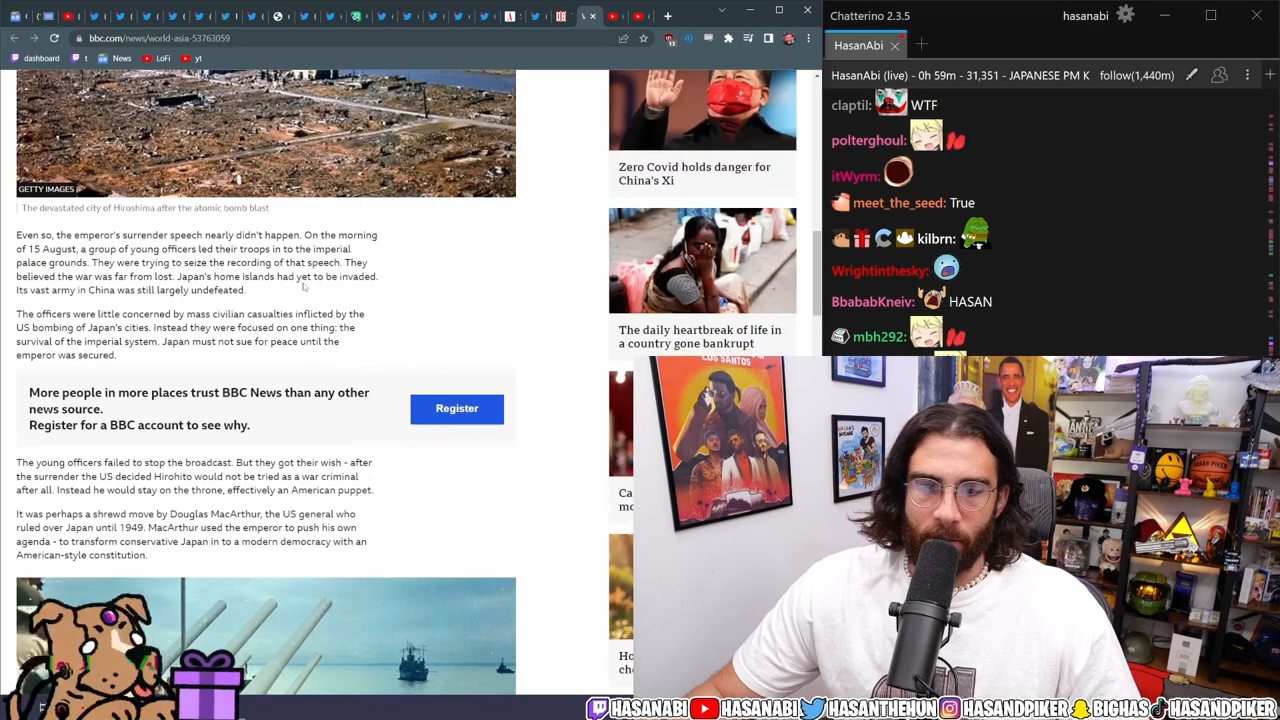 bbc.com/news/world-asia-53763059
dashboard
t
News
LoFi
yt
GETTY IMAGES
The devastated city of Hiroshima after the atomic bomb blast
Even so, the emperor's surrender speech nearly didn't happen. On the morning
of 15 August, a group of young officers led their troops in to the imperial
palace grounds. They were trying to seize the recording of that speech. They
believed the war was far from lost. Japan's home islands had yet to be invaded.
Its vast army in China was still largely undefeated.
The officers were little concerned by mass civilian casualties inflicted by the
US bombing of Japan's cities. Instead they were focused on one thing: the
survival of the imperial system. Japan must not sue for peace until the
emperor was secured.
More people in more places trust BBC News than any other
news source.
Register for a BBC account to see why.
Register
The young officers failed to stop the broadcast. But they got their wish - after
the surrender the US decided Hirohito would not be tried as a war criminal
after all. Instead he would stay on the throne, effectively an American puppet.
It was perhaps a shrewd move by Douglas MacArthur, the US general who
ruled over Japan until 1949. MacArthur used the emperor to push his own
agenda - to transform conservative Japan in to a modern democracy with an
American-style constitution.
Zero Covid holds danger for
China's Xi
The daily heartbreak of life in
a country gone bankrupt
Ca
mo
Ho
che
Chatterino 2.3.5
hasanabi
HasanAbi
HasanAbi (live) - 0h 59m - 31,351 - JAPANESE PM K
follow(1,440m)
claptil: WTF
polterghoul:
itWyrm:
meet_the_seed: True
kilbrn:
Wrightinthesky:
BbababKneiv: HASAN
mbh292:
LOS SANTOS
HASANABI
HASANABI
HASANTHEHUN
HASANDPIKER
BIGHAS
HASANDPIKER